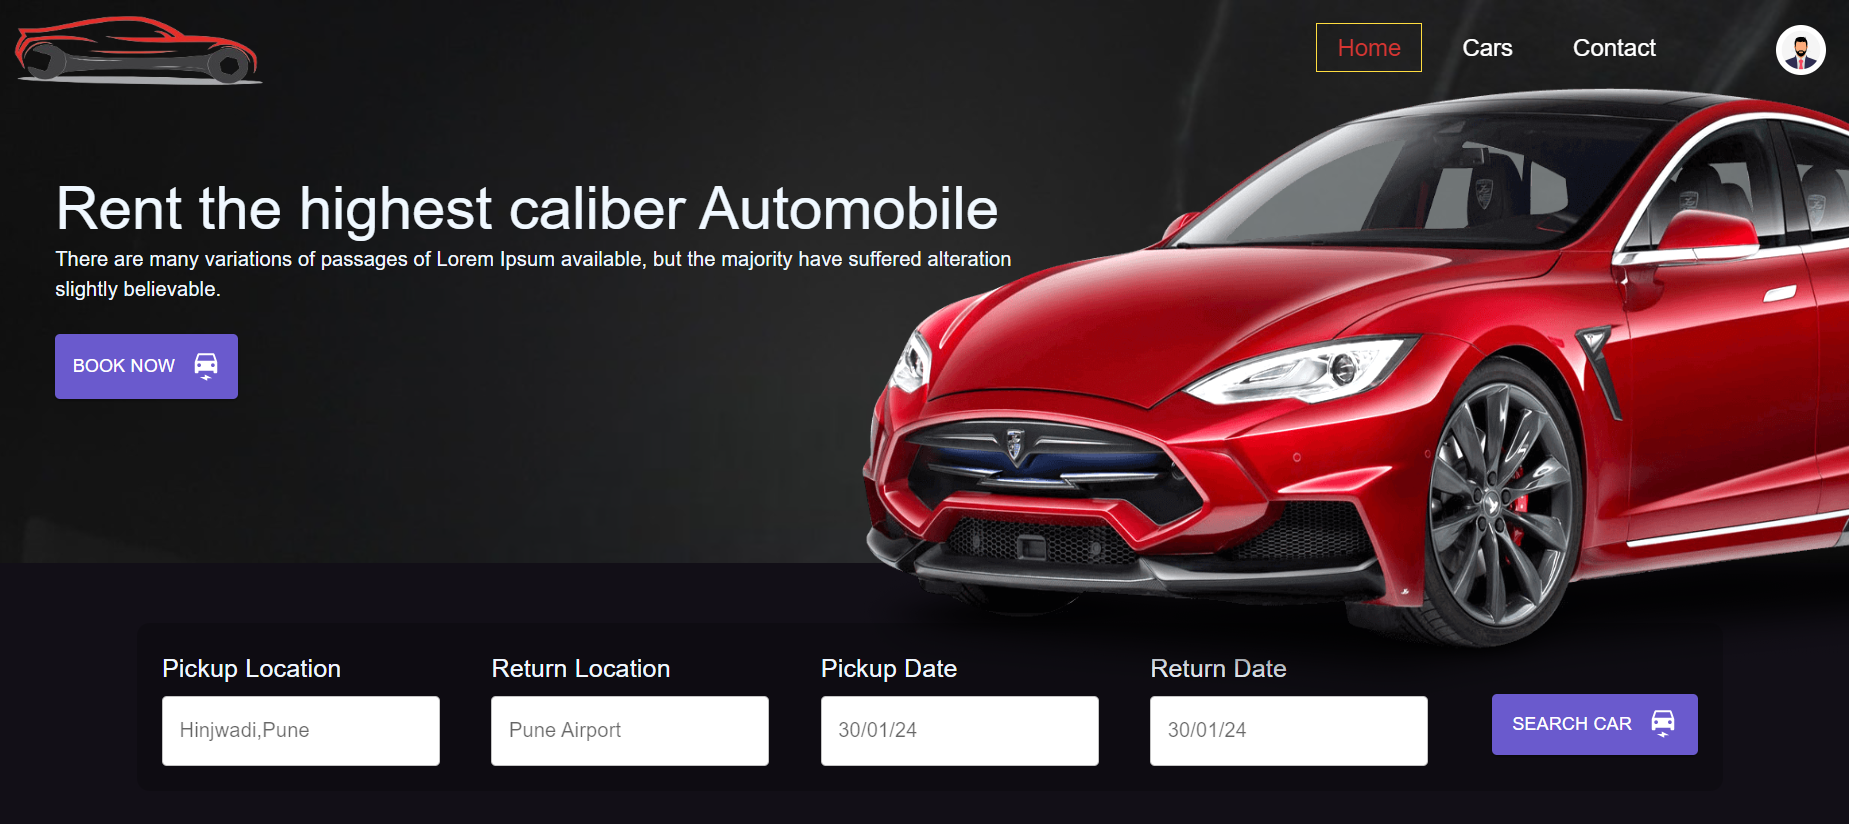 Home
Cars
Contact
Rent the highest caliber Automobile
There are many variations of passages of Lorem Ipsum available, but the majority have suffered alteration
slightly believable.
BOOK NOW
Pickup Location
Return Location
Pickup Date
Return Date
Hinjwadi,Pune
Pune Airport
30/01/24
30/01/24
SEARCH CAR